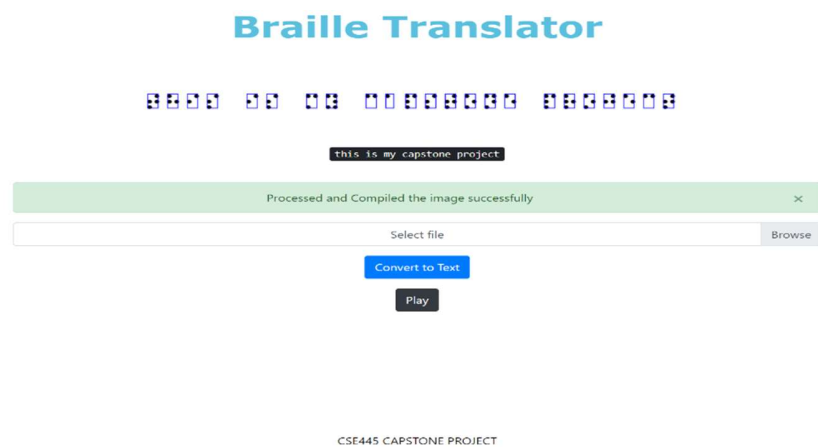 Braille Translator
⠞⠓⠊⠎ ⠊⠎ ⠍⠽ ⠉⠁⠏⠎⠞⠕⠝⠑ ⠏⠗⠕⠚⠑⠉⠞
this is my capstone project
Processed and Compiled the image successfully ×
Select file Browse
Convert to Text
Play
CSE445 CAPSTONE PROJECT